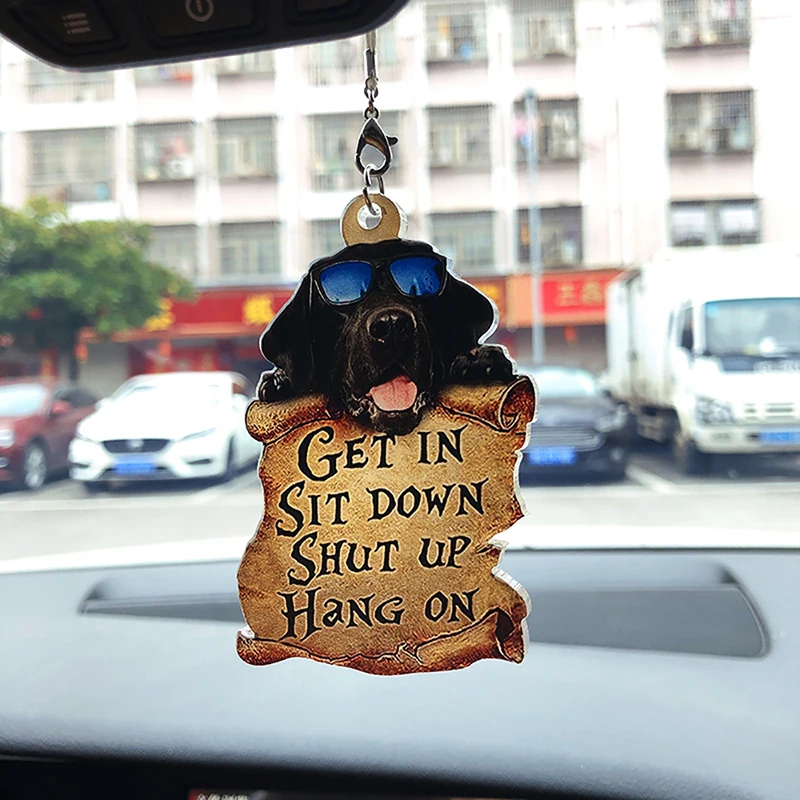 GET IN
SIT DOWN
SHUT UP
HaNG ON